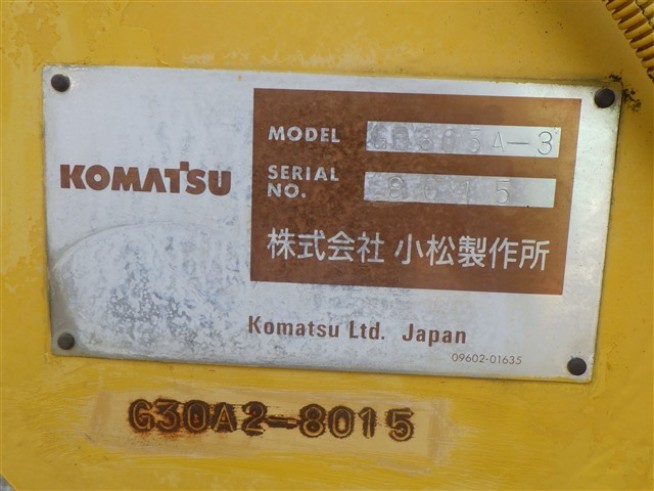 KOMATSU
MODEL
SERIAL NO. 8015
株式会社 小松製作所
Komatsu Ltd. Japan
09602-01635
G30A2-8015